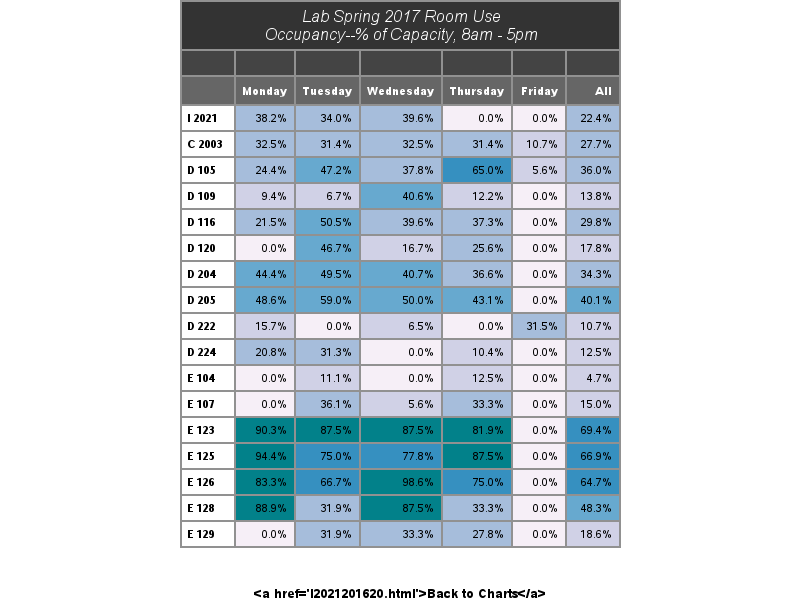 Lab Spring 2017 Room Use
Occupancy--% of Capacity, 8am - 5pm
Monday Tuesday Wednesday Thursday Friday All
I 2021 38.2% 34.0% 39.6% 0.0% 0.0% 22.4%
C 2003 32.5% 31.4% 32.5% 31.4% 10.7% 27.7%
D 105 24.4% 47.2% 37.8% 65.0% 5.6% 36.0%
D 109 9.4% 6.7% 40.6% 12.2% 0.0% 13.8%
D 116 21.5% 50.5% 39.6% 37.3% 0.0% 29.8%
D 120 0.0% 46.7% 16.7% 25.6% 0.0% 17.8%
D 204 44.4% 49.5% 40.7% 36.6% 0.0% 34.3%
D 205 48.6% 59.0% 50.0% 43.1% 0.0% 40.1%
D 222 15.7% 0.0% 6.5% 0.0% 31.5% 10.7%
D 224 20.8% 31.3% 0.0% 10.4% 0.0% 12.5%
E 104 0.0% 11.1% 0.0% 12.5% 0.0% 4.7%
E 107 0.0% 36.1% 5.6% 33.3% 0.0% 15.0%
E 123 90.3% 87.5% 87.5% 81.9% 0.0% 69.4%
E 125 94.4% 75.0% 77.8% 87.5% 0.0% 66.9%
E 126 83.3% 66.7% 98.6% 75.0% 0.0% 64.7%
E 128 88.9% 31.9% 87.5% 33.3% 0.0% 48.3%
E 129 0.0% 31.9% 33.3% 27.8% 0.0% 18.6%
<a href='I2021201620.html'>Back to Charts</a>